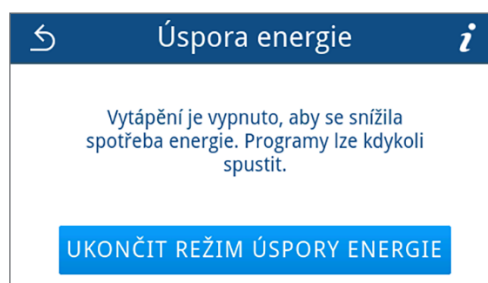 Úspora energie
Vytápění je vypnuto, aby se snížila
spotřeba energie. Programy lze kdykoli
spustit.
UKONČIT REŽIM ÚSPORY ENERGIE